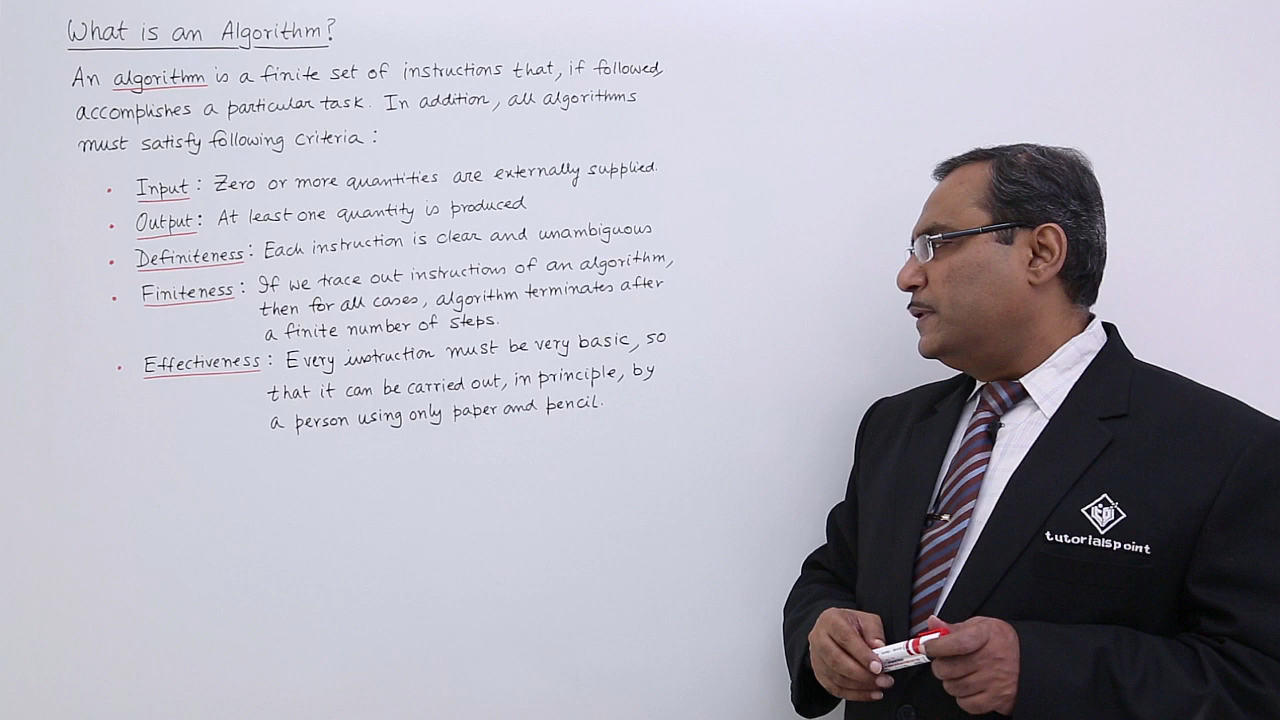 What is an Algorithm?
An algorithm is a finite set of instructions that, if followed,
accomplishes a particular task. In addition, all algorithms
must satisfy following criteria :
• Input : Zero or more quantities are externally supplied.
• Output : At least one quantity is produced
• Definiteness : Each instruction is clear and unambiguous
• Finiteness : If we trace out instructions of an algorithm,
then for all cases, algorithm terminates after
a finite number of steps.
• Effectiveness : Every instruction must be very basic, so
that it can be carried out, in principle, by
a person using only paper and pencil.
tutorialspoint